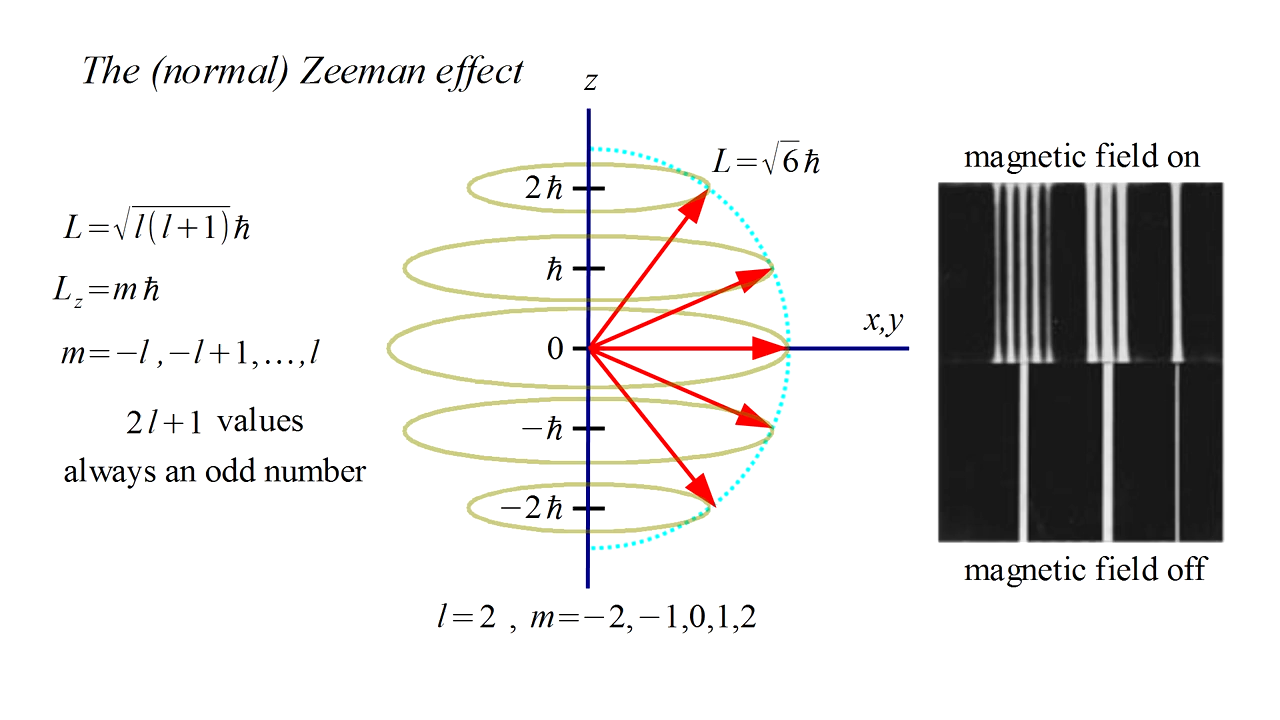 The (normal) Zeeman effect
L=√l(l+1)ℏ
L_z=mℏ
m=−l,−l+1,…,l
2l+1 values
always an odd number
z
L=√6ℏ
2ℏ
ℏ
0
−ℏ
−2ℏ
x,y
l=2 , m=−2,−1,0,1,2
magnetic field on
magnetic field off